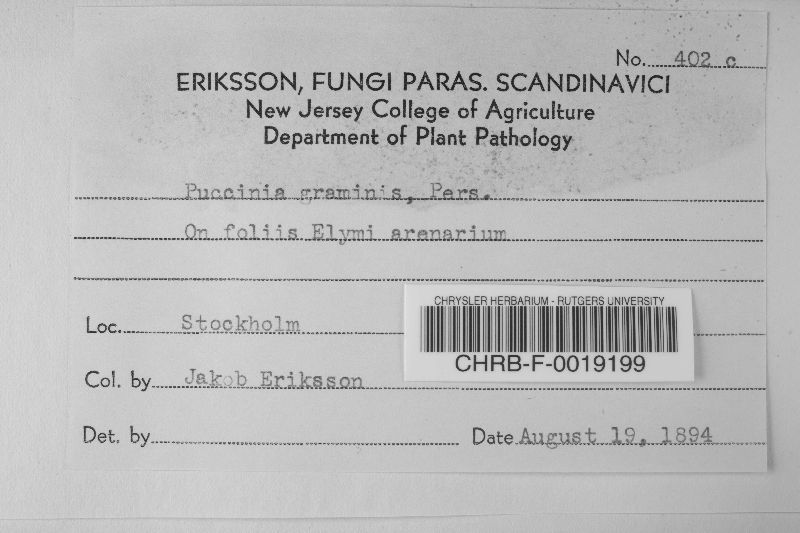 No. 402 c
ERIKSSON, FUNGI PARAS. SCANDINAVICI
New Jersey College of Agriculture
Department of Plant Pathology
Puccinia graminis, Pers.
On foliis Elymi arenarium
Loc. Stockholm
CHRYSLER HERBARIUM - RUTGERS UNIVERSITY
CHRB-F-0019199
Col. by Jakob Eriksson
Det. by
Date August 19, 1894